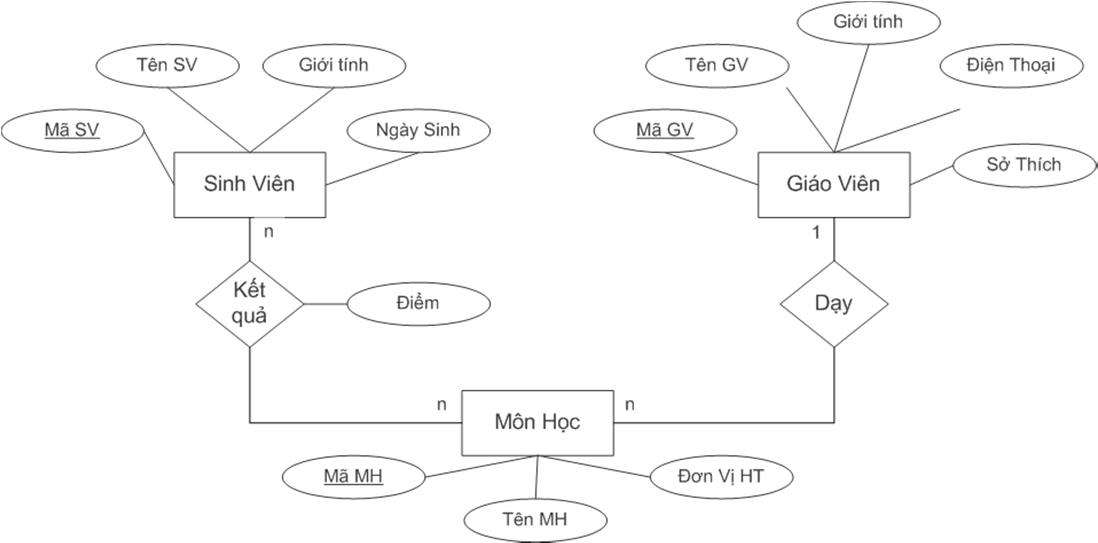 Giới tính
Tên SV
Giới tính
Tên GV
Điện Thoại
Mã SV
Ngày Sinh
Mã GV
Sở Thích
Sinh Viên
Giáo Viên
n
1
Kết
quả
Điểm
Dạy
n
n
Môn Học
Mã MH
Đơn Vị HT
Tên MH